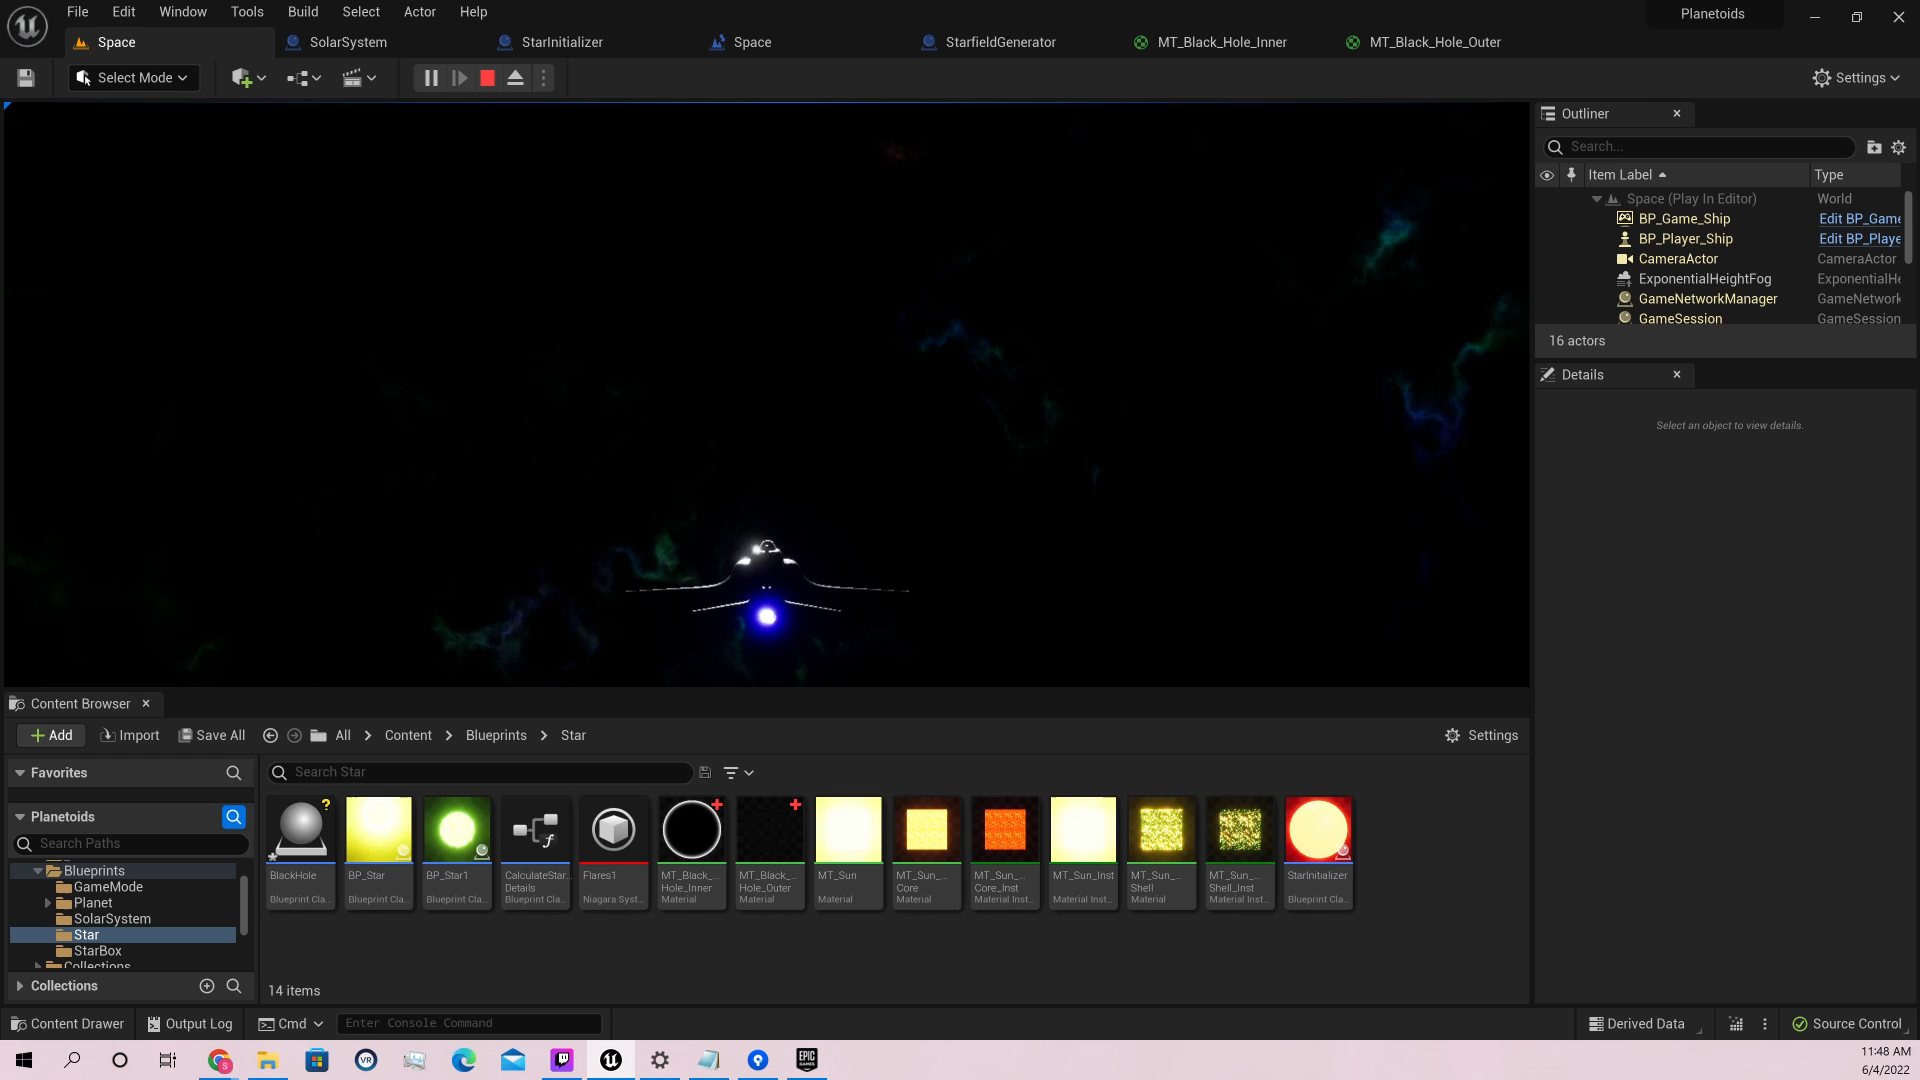 File Edit Window Tools Build Select Actor Help
Planetoids
Space SolarSystem StarInitializer Space StarfieldGenerator MT_Black_Hole_Inner MT_Black_Hole_Outer
Select Mode
Settings
Outliner
Search...
Item Label Type
Space (Play In Editor) World
BP_Game_Ship Edit BP_Game
BP_Player_Ship Edit BP_Playe
CameraActor CameraActor
ExponentialHeightFog ExponentialHe
GameNetworkManager GameNetwork
GameSession GameSession
16 actors
Details
Select an object to view details.
Content Browser
Add Import Save All All Content Blueprints Star Settings
Favorites
Search Star
Planetoids
Search Paths
Blueprints
GameMode
Planet
SolarSystem
Star
StarBox
Collections
Collections
BlackHole
Blueprint Cla...
BP_Star
Blueprint Cla...
BP_Star1
Blueprint Cla...
CalculateStar
Details
Blueprint Cla...
Flares1
Niagara Syst...
MT_Black_...
Hole_Inner
Material
MT_Black_...
Hole_Outer
Material
MT_Sun
Material
MT_Sun_...
Core
Material
MT_Sun_...
Core_Inst
Material Inst...
MT_Sun_Inst
Material Inst...
MT_Sun_...
Shell
Material
MT_Sun_...
Shell_Inst
Material Inst...
StarInitializer
Blueprint Cla...
14 items
Content Drawer Output Log Cmd Enter Console Command Derived Data Source Control
VR
EPIC
GAMES
11:48 AM
6/4/2022